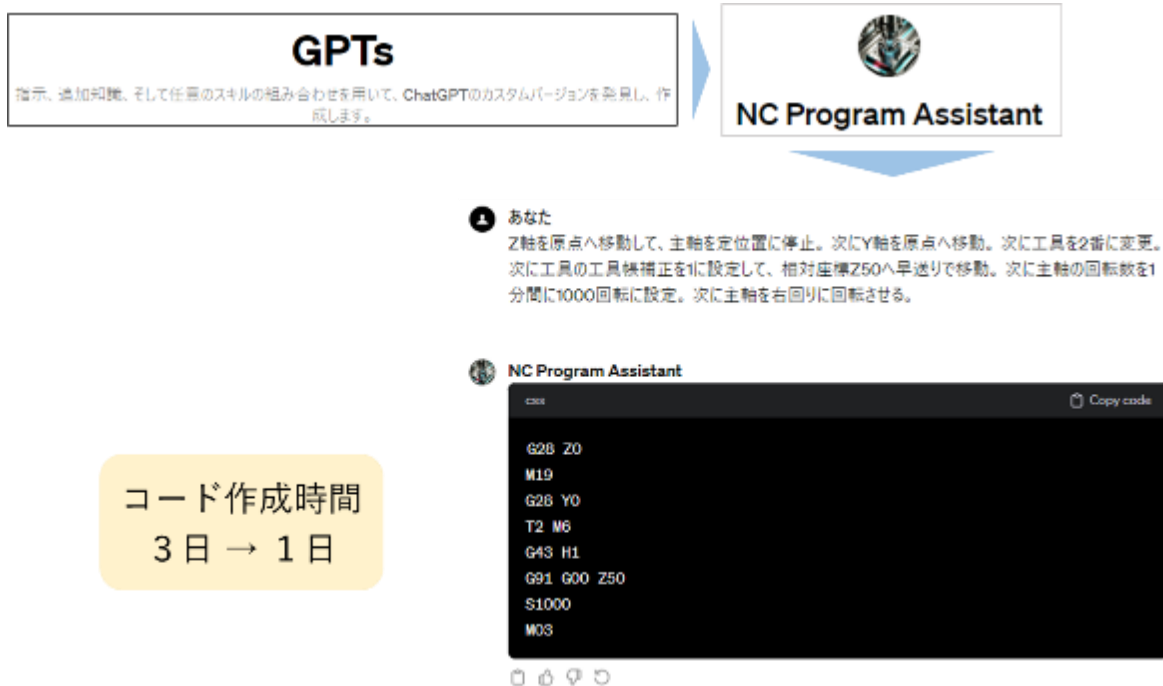 GPTs
指示、追加知識、そして任意のスキルの組み合わせを用いて、ChatGPTのカスタムバージョンを発見し、作
成します。
NC Program Assistant
あなた
Z軸を原点へ移動して、主軸を定位置に停止。次にY軸を原点へ移動。次に工具を2番に変更。
次に工具の工具長補正を1に設定して、相対座標Z50へ早送りで移動。次に主軸の回転数を1
分間に1000回転に設定。次に主軸を右回りに回転させる。
NC Program Assistant
css
Copy code
G28 Z0
M19
G28 Y0
T2 M6
G43 H1
G91 G00 Z50
S1000
M03
コード作成時間
3日 → 1日